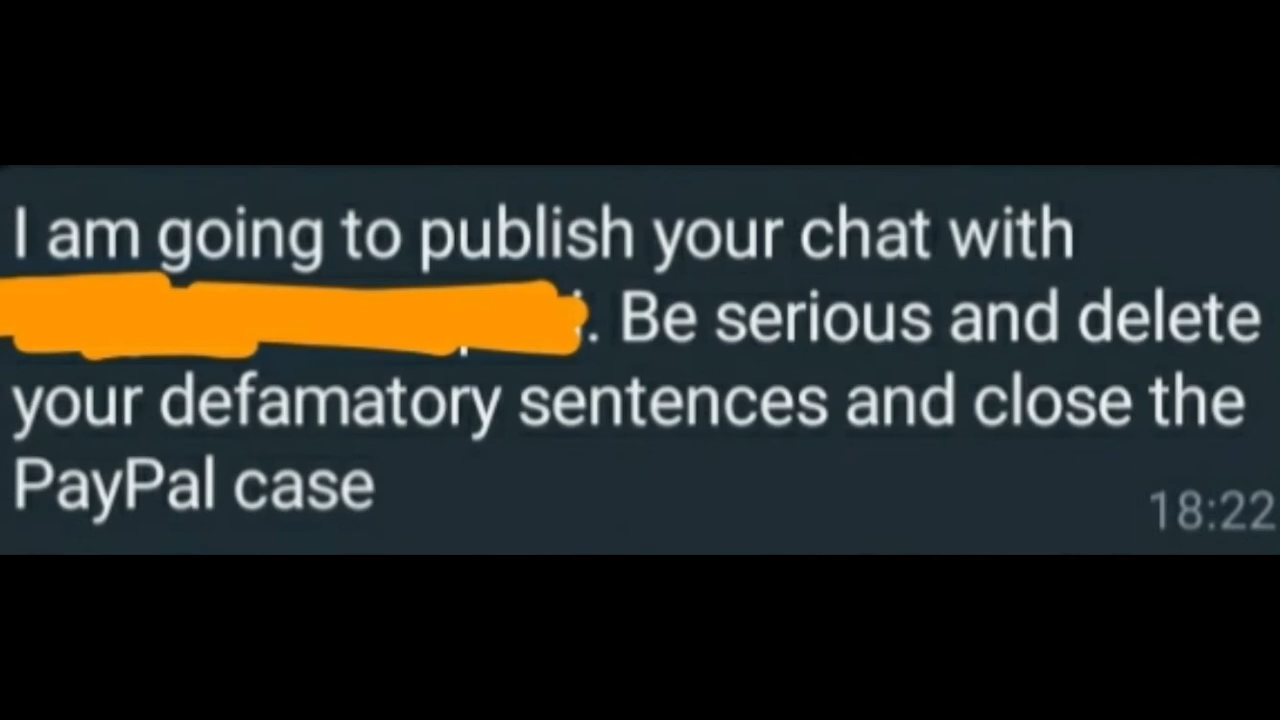 I am going to publish your chat with
. Be serious and delete
your defamatory sentences and close the
PayPal case
18:22